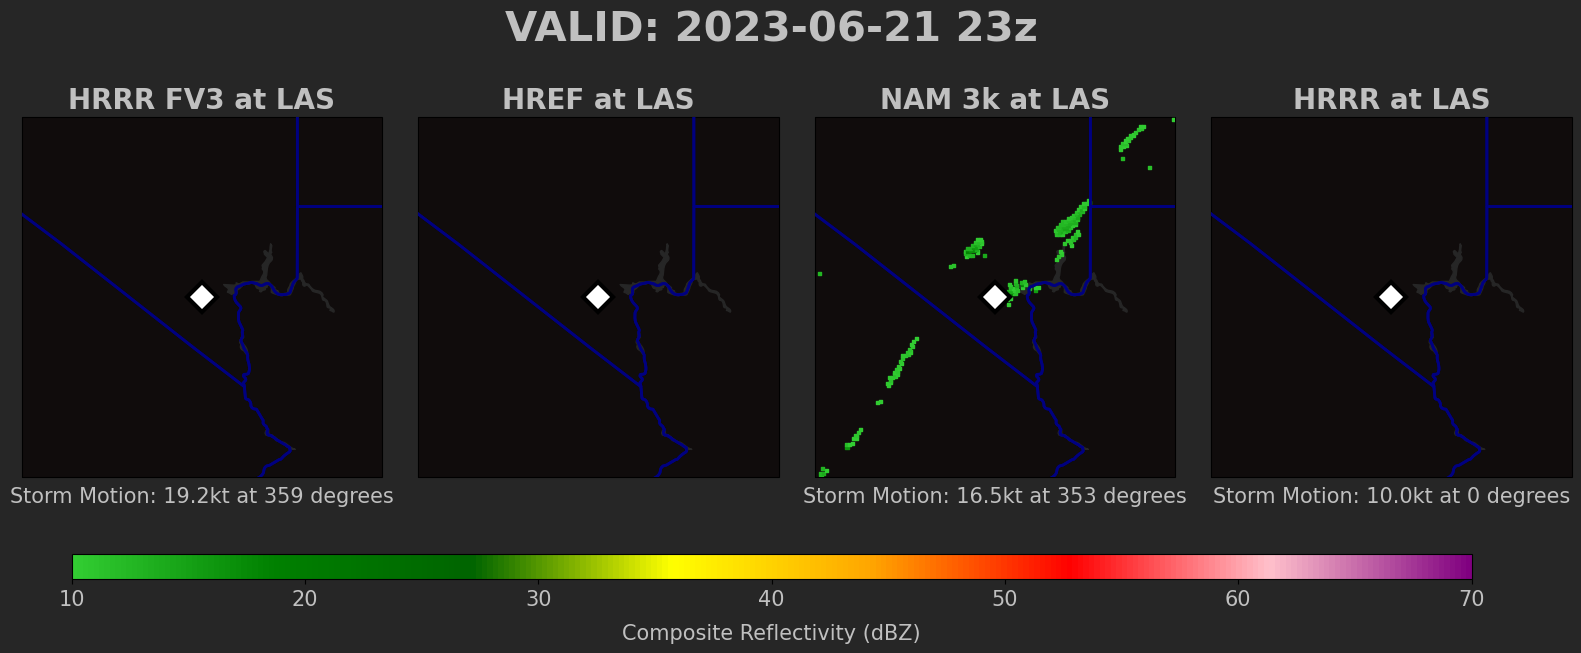 VALID: 2023-06-21 23z
HRRR FV3 at LAS
HREF at LAS
NAM 3k at LAS
HRRR at LAS
Storm Motion: 19.2kt at 359 degrees
Storm Motion: 16.5kt at 353 degrees
Storm Motion: 10.0kt at 0 degrees
10 20 30 40 50 60 70
Composite Reflectivity (dBZ)